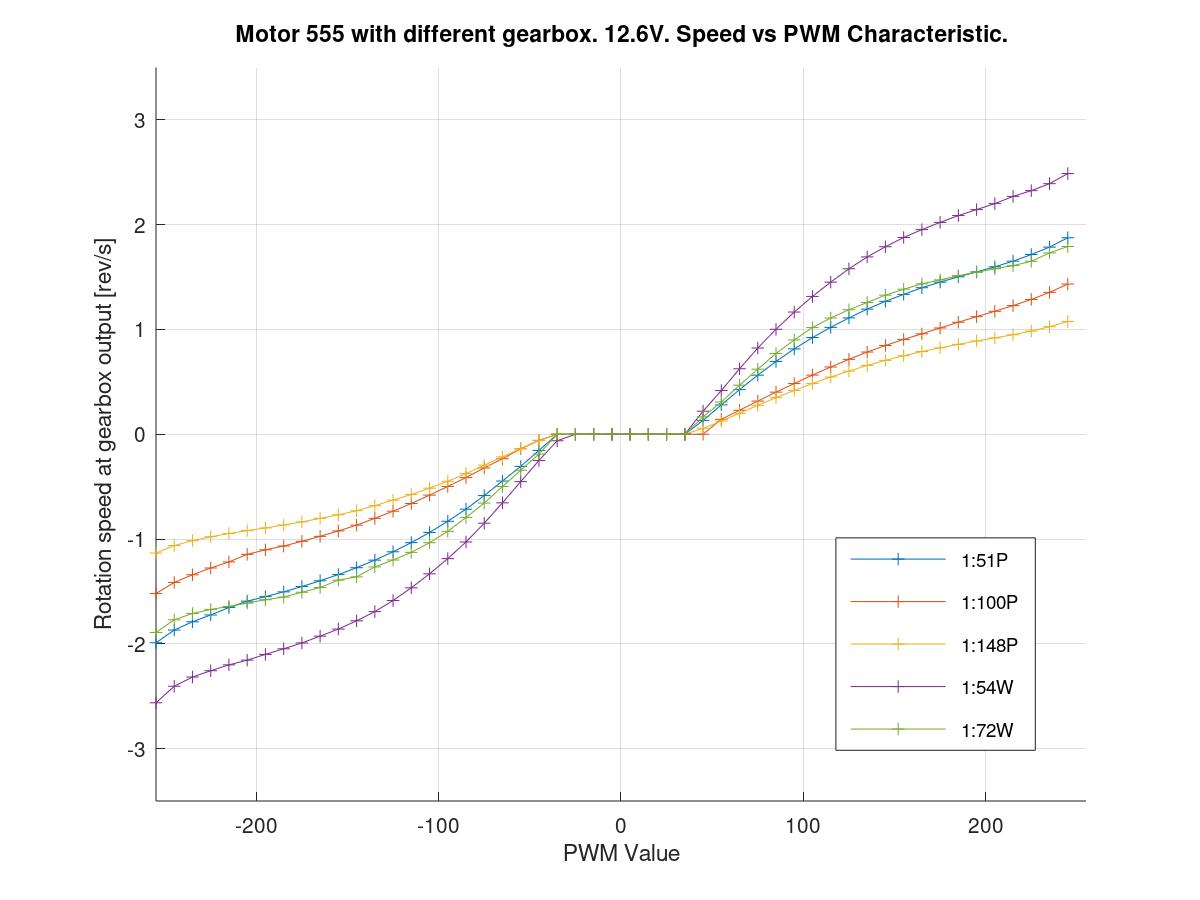 Motor 555 with different gearbox. 12.6V. Speed vs PWM Characteristic.
Rotation speed at gearbox output [rev/s]
3
2
1
0
-1
-2
-3
1:51P
1:100P
1:148P
1:54W
1:72W
-200 -100 0 100 200
PWM Value